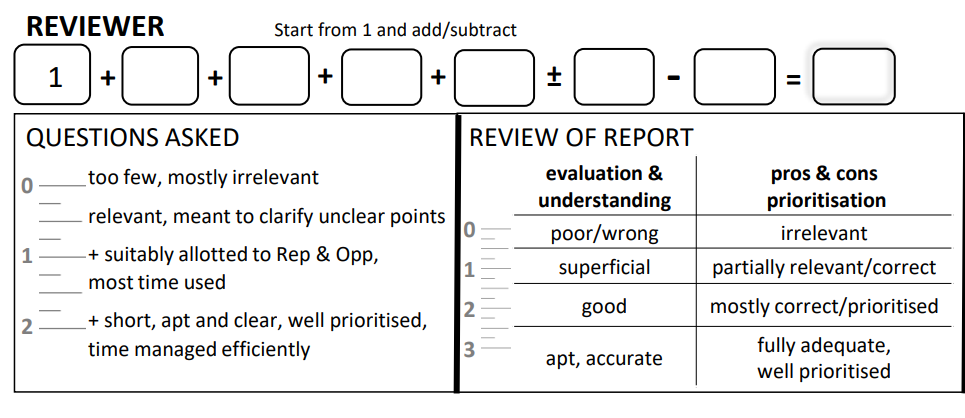 REVIEWER
Start from 1 and add/subtract
1 + + + + ± - =
QUESTIONS ASKED
0 too few, mostly irrelevant
relevant, meant to clarify unclear points
1 + suitably allotted to Rep & Opp,
most time used
2 + short, apt and clear, well prioritised,
time managed efficiently
REVIEW OF REPORT
evaluation & pros & cons
understanding prioritisation
0 poor/wrong irrelevant
1 superficial partially relevant/correct
2 good mostly correct/prioritised
3 apt, accurate fully adequate,
well prioritised